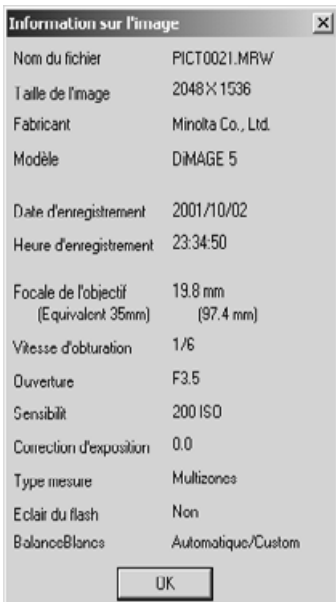 Information sur l'image
Nom du fichier PICT0021.MRW
Taille de l'image 2048 X 1536
Fabricant Minolta Co., Ltd.
Modèle DiMAGE 5
Date d'enregistrement 2001/10/02
Heure d'enregistrement 23:34:50
Focale de l'objectif 19.8 mm
(Equivalent 35mm) (97.4 mm)
Vitesse d'obturation 1/6
Ouverture F3.5
Sensibilit 200 ISO
Correction d'exposition 0.0
Type mesure Multizones
Eclair du flash Non
BalanceBlancs Automatique/Custom
OK